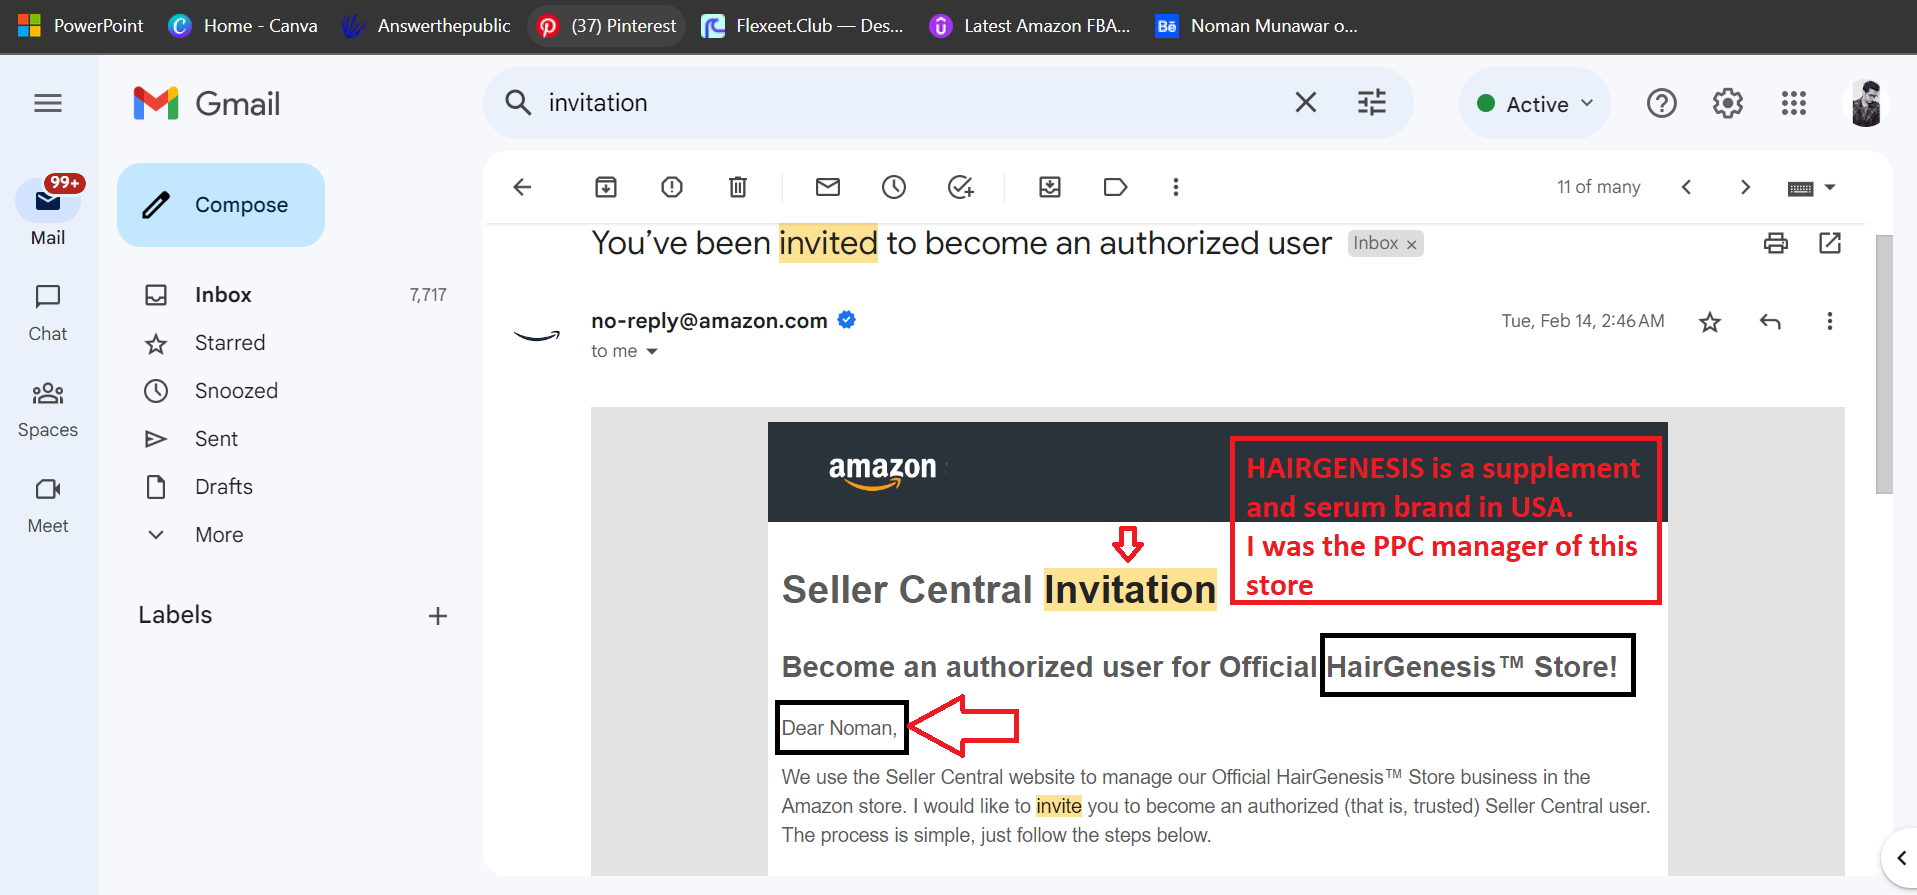 PowerPoint
Home - Canva
Answerthepublic
(37) Pinterest
Flexeet.Club — Des...
Latest Amazon FBA...
Bē
Noman Munawar o...
Gmail
invitation
Active
99+
Mail
Compose
11 of many
You’ve been invited to become an authorized user
Inbox ×
Inbox
7,717
Chat
no-reply@amazon.com
Tue, Feb 14, 2:46 AM
to me
Starred
Snoozed
Spaces
Sent
Drafts
Meet
More
Labels
amazon
HAIRGENESIS is a supplement
and serum brand in USA.
I was the PPC manager of this
store
Seller Central Invitation
Become an authorized user for Official HairGenesis™ Store!
Dear Noman,
We use the Seller Central website to manage our Official HairGenesis™ Store business in the
Amazon store. I would like to invite you to become an authorized (that is, trusted) Seller Central user.
The process is simple, just follow the steps below.